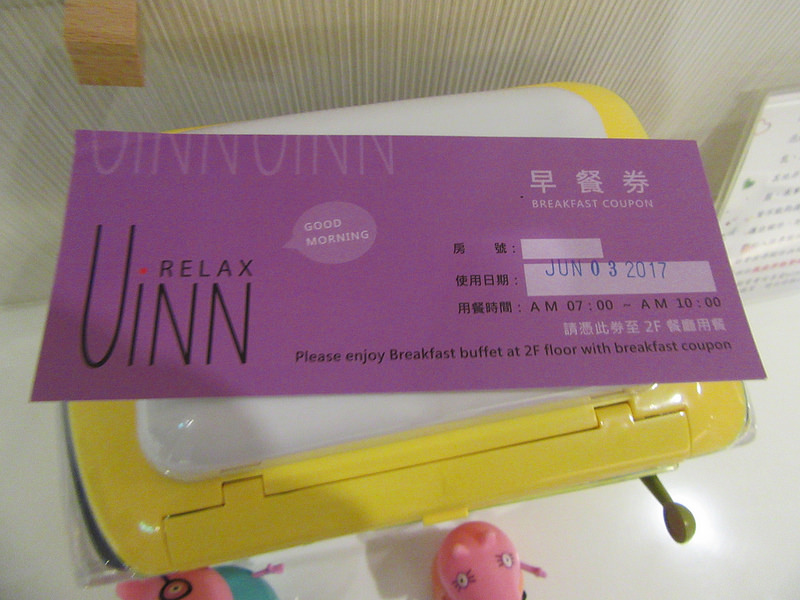 UINN UINN
早餐券
BREAKFAST COUPON
GOOD
MORNING
RELAX
UiNN
房 號：
使用日期： JUN 03 2017
用餐時間： AM 07：00 – AM 10：00
請憑此券至 2F 餐廳用餐
Please enjoy Breakfast buffet at 2F floor with breakfast coupon